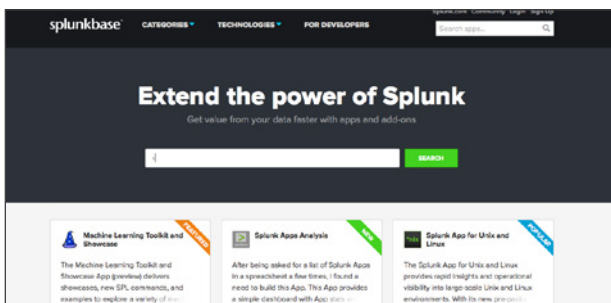 Splunk.com Community Login Sign Up
splunkbase
CATEGORIES
TECHNOLOGIES
FOR DEVELOPERS
Search apps...
Extend the power of Splunk
Get value from your data faster with apps and add-ons
SEARCH
FEATURED
Machine Learning Toolkit and
Showcase
The Machine Learning Toolkit and
Showcase App (preview) delivers
showcases, new SPL commands, and
examples to explore a variety of
NEW
Splunk Apps Analysis
After being asked for a list of Splunk Apps
in a spreadsheet a few times, I found a
need to build this App. This App provides
a simple dashboard with App
POPULAR
*nix
Splunk App for Unix and
Linux
The Splunk App for Unix and Linux
provides rapid insights and operational
visibility into large-scale Unix and Linux
environments. With its new